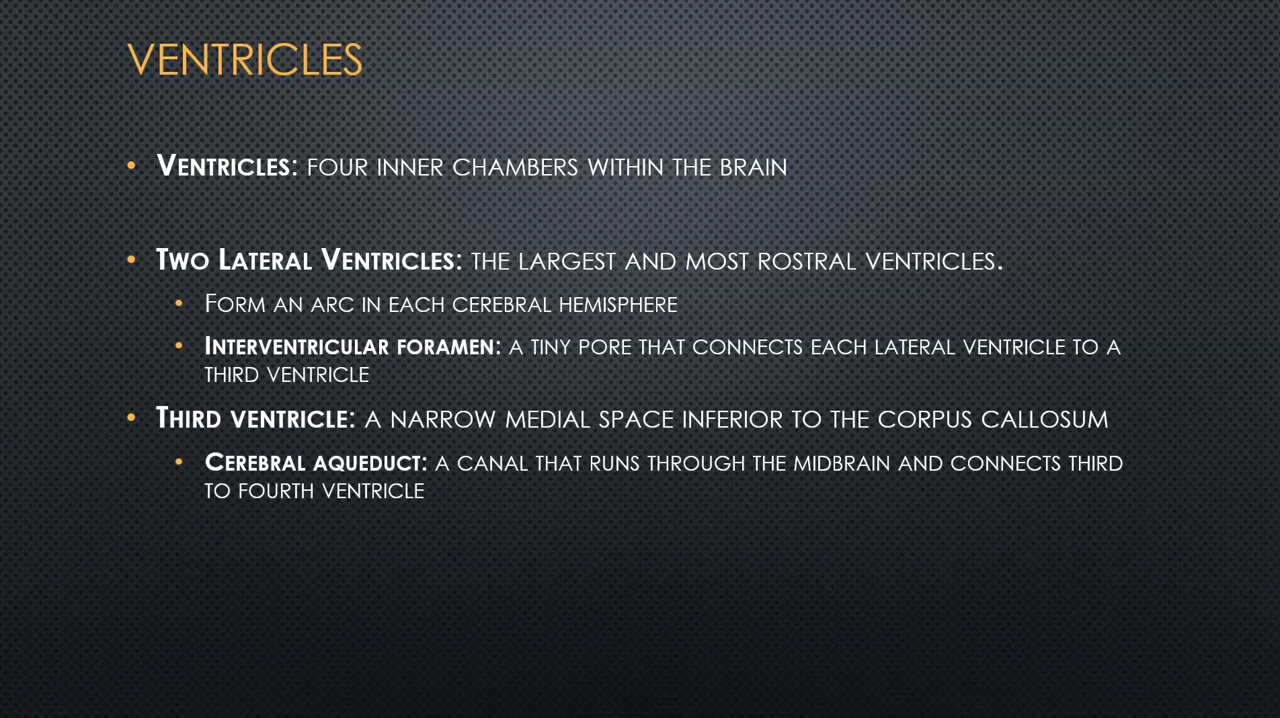 VENTRICLES
• VENTRICLES: FOUR INNER CHAMBERS WITHIN THE BRAIN
• TWO LATERAL VENTRICLES: THE LARGEST AND MOST ROSTRAL VENTRICLES.
• FORM AN ARC IN EACH CEREBRAL HEMISPHERE
• INTERVENTRICULAR FORAMEN: A TINY PORE THAT CONNECTS EACH LATERAL VENTRICLE TO A
THIRD VENTRICLE
• THIRD VENTRICLE: A NARROW MEDIAL SPACE INFERIOR TO THE CORPUS CALLOSUM
• CEREBRAL AQUEDUCT: A CANAL THAT RUNS THROUGH THE MIDBRAIN AND CONNECTS THIRD
TO FOURTH VENTRICLE